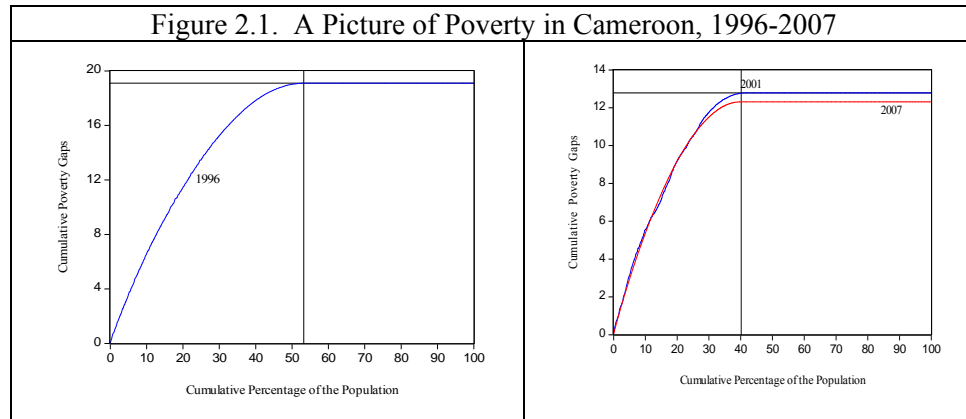 Figure 2.1. A Picture of Poverty in Cameroon, 1996-2007
20
16
12
8
4
0
Cumulative Poverty Gaps
1996
0 10 20 30 40 50 60 70 80 90 100
Cumulative Percentage of the Population
14
12
10
8
6
4
2
0
Cumulative Poverty Gaps
2001
2007
0 10 20 30 40 50 60 70 80 90 100
Cumulative Percentage of the Population